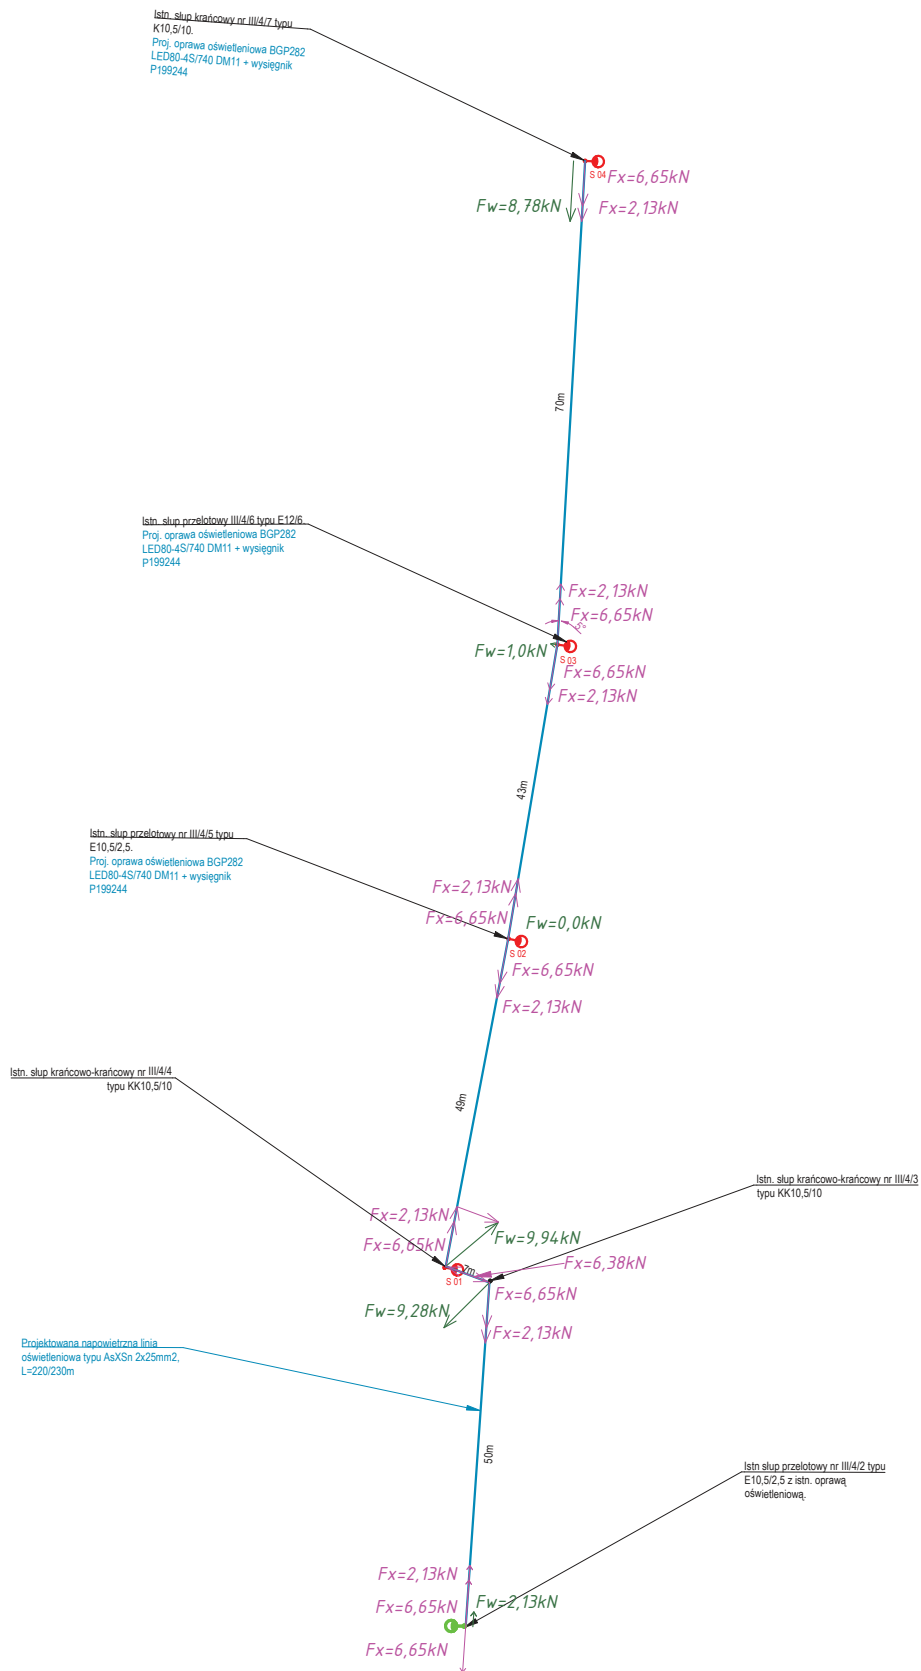 Istn. słup krańcowy nr III/4/7 typu
K10,5/10.
Proj. oprawa oświetleniowa BGP282
LED80-4S/740 DM11 + wysięgnik
P199244
S 04
Fx=6,65kN
Fw=8,78kN
Fx=2,13kN
70m
Istn. słup przelotowy III/4/6 typu E12/6.
Proj. oprawa oświetleniowa BGP282
LED80-4S/740 DM11 + wysięgnik
P199244
Fx=2,13kN
Fx=6,65kN
5°
Fw=1,0kN
S 03
Fx=6,65kN
Fx=2,13kN
43m
Istn. słup przelotowy nr III/4/5 typu
E10,5/2,5.
Proj. oprawa oświetleniowa BGP282
LED80-4S/740 DM11 + wysięgnik
P199244
Fx=2,13kN
Fx=6,65kN
Fw=0,0kN
S 02
Fx=6,65kN
Fx=2,13kN
Istn. słup krańcowo-krańcowy nr III/4/4
typu KK10,5/10
49m
Istn. słup krańcowo-krańcowy nr III/4/3
typu KK10,5/10
Fx=2,13kN
Fw=9,94kN
Fx=6,65kN
7m
Fx=6,38kN
S 01
Fx=6,65kN
Fw=9,28kN
Fx=2,13kN
Projektowana napowietrzna linia
oświetleniowa typu AsXSn 2x25mm2,
L=220/230m
50m
Istn słup przelotowy nr III/4/2 typu
E10,5/2,5 z istn. oprawą
oświetleniową.
Fx=2,13kN
Fw=2,13kN
Fx=6,65kN
Fx=6,65kN